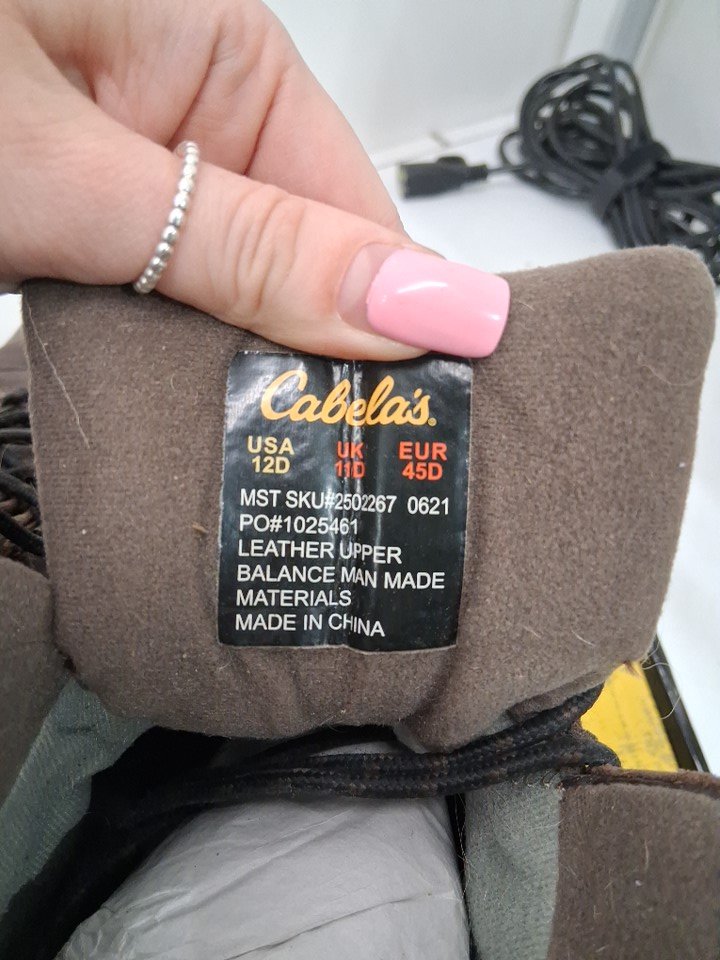 Cabela's®
USA UK EUR
12D 11D 45D
MST SKU#2502267 0621
PO#1025461
LEATHER UPPER
BALANCE MAN MADE
MATERIALS
MADE IN CHINA